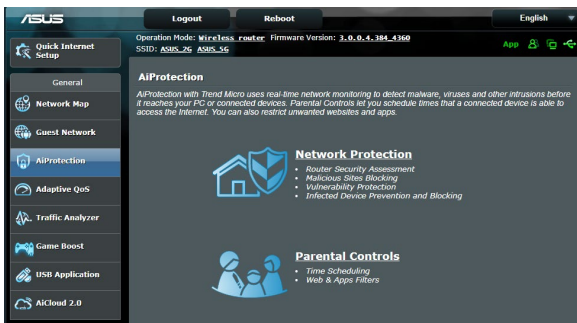 ASUS
Logout
Reboot
English
Quick Internet
Setup
Operation Mode: Wireless router Firmware Version: 3.0.0.4.384_4360
SSID: ASUS_2G ASUS_5G
App
General
Network Map
Guest Network
AiProtection
Adaptive QoS
Traffic Analyzer
Game Boost
USB Application
AiCloud 2.0
AiProtection
AiProtection with Trend Micro uses real-time network monitoring to detect malware, viruses and other intrusions before
it reaches your PC or connected devices. Parental Controls let you schedule times that a connected device is able to
access the Internet. You can also restrict unwanted websites and apps.
Network Protection
• Router Security Assessment
• Malicious Sites Blocking
• Vulnerability Protection
• Infected Device Prevention and Blocking
Parental Controls
• Time Scheduling
• Web & Apps Filters